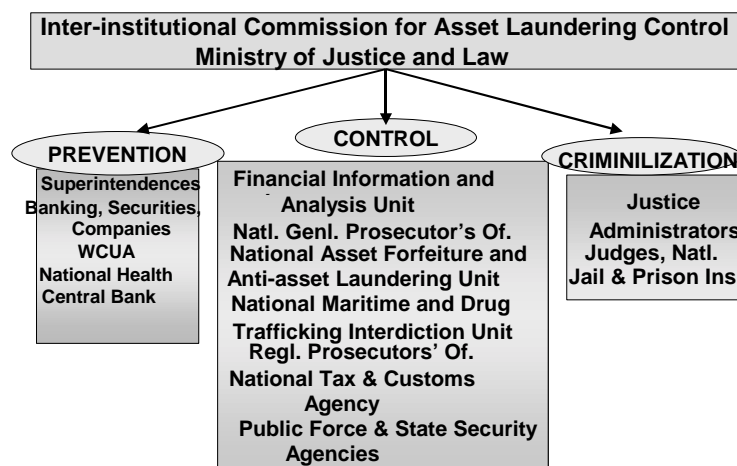 Inter-institutional Commission for Asset Laundering Control
Ministry of Justice and Law
PREVENTION
Superintendences
Banking, Securities,
Companies
WCUA
National Health
Central Bank
CONTROL
Financial Information and
Analysis Unit
Natl. Genl. Prosecutor's Of.
National Asset Forfeiture and
Anti-asset Laundering Unit
National Maritime and Drug
Trafficking Interdiction Unit
Regl. Prosecutors' Of.
National Tax & Customs
Agency
Public Force & State Security
Agencies
CRIMINILIZATION
Justice
Administrators
Judges, Natl.
Jail & Prison Ins